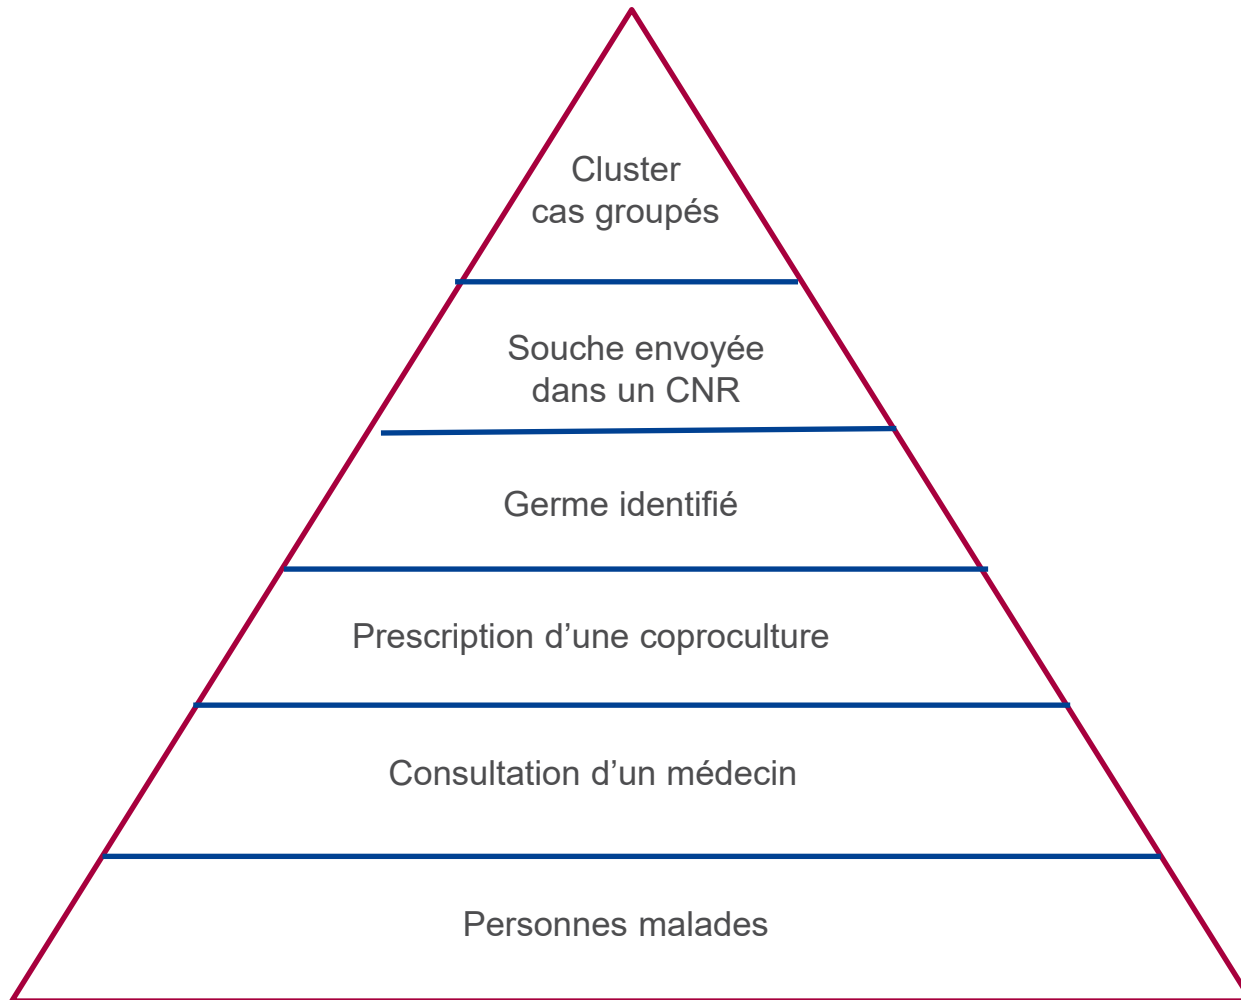 Cluster
cas groupés
Souche envoyée
dans un CNR
Germe identifié
Prescription d’une coproculture
Consultation d’un médecin
Personnes malades